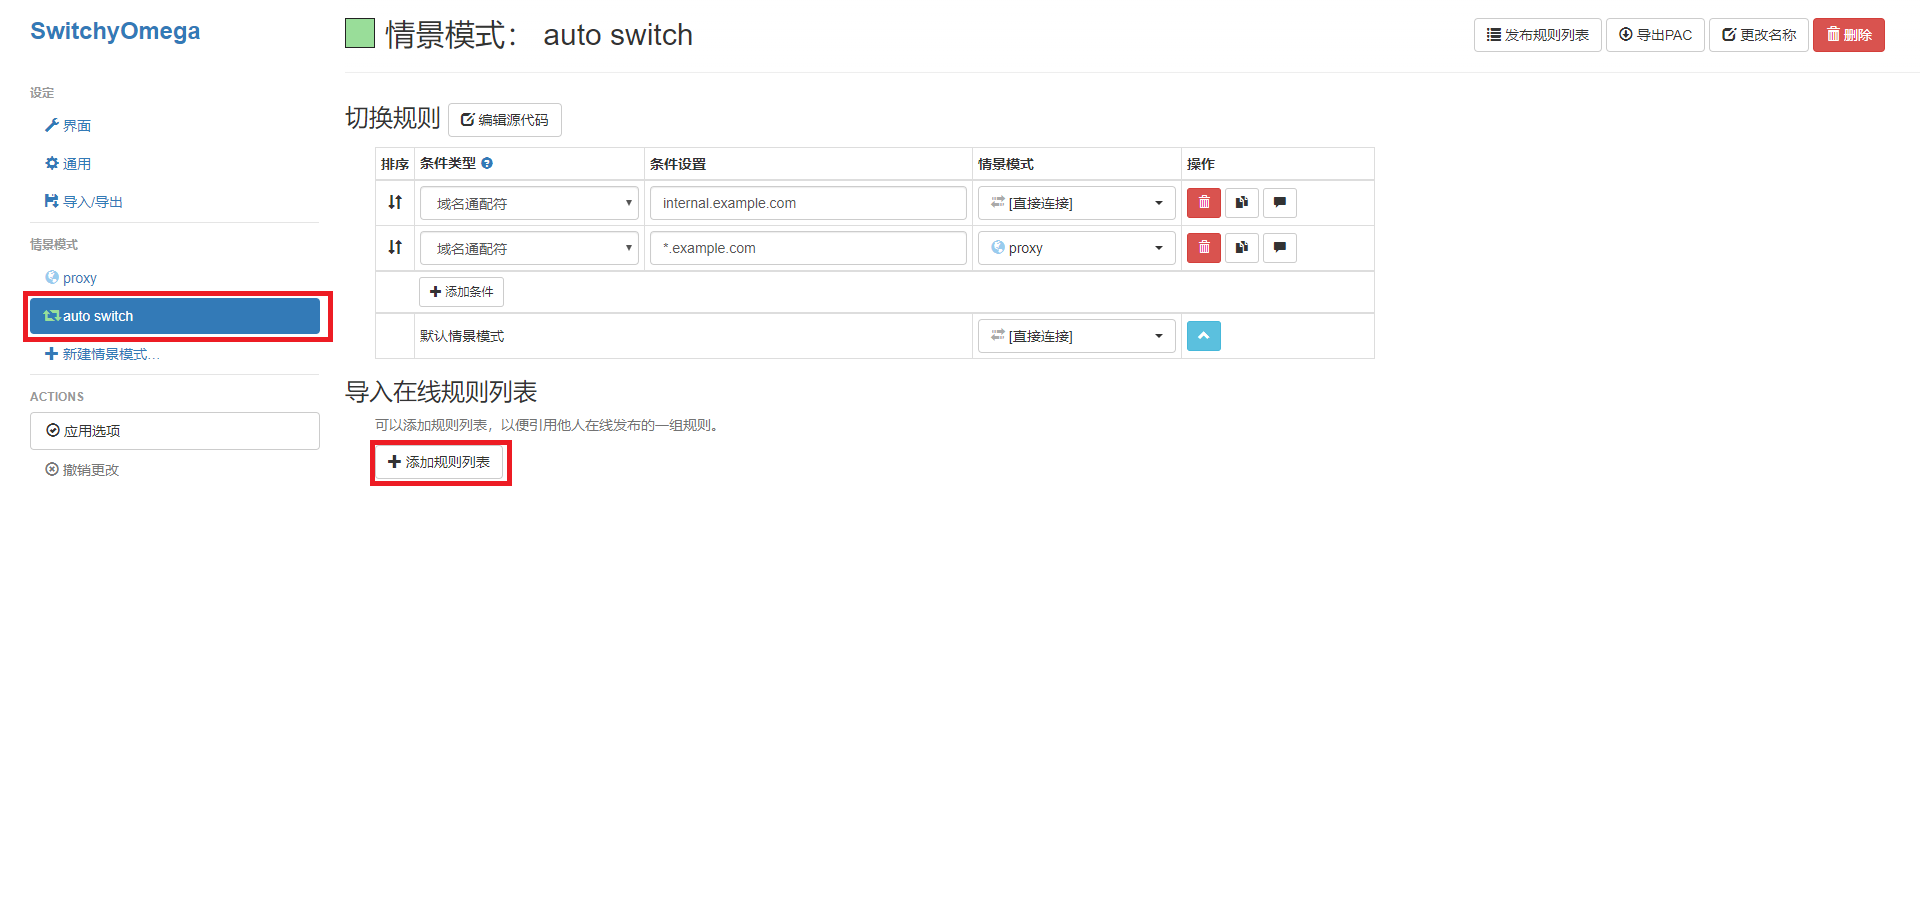 SwitchyOmega
设定
界面
通用
导入/导出
情景模式
proxy
auto switch
新建情景模式...
ACTIONS
应用选项
撤销更改
情景模式： auto switch
发布规则列表 导出PAC 更改名称 删除
切换规则 编辑源代码
排序 条件类型 条件设置 情景模式 操作
域名通配符 internal.example.com [直接连接]
域名通配符 *.example.com proxy
添加条件
默认情景模式 [直接连接]
导入在线规则列表
可以添加规则列表，以便引用他人在线发布的一组规则。
添加规则列表